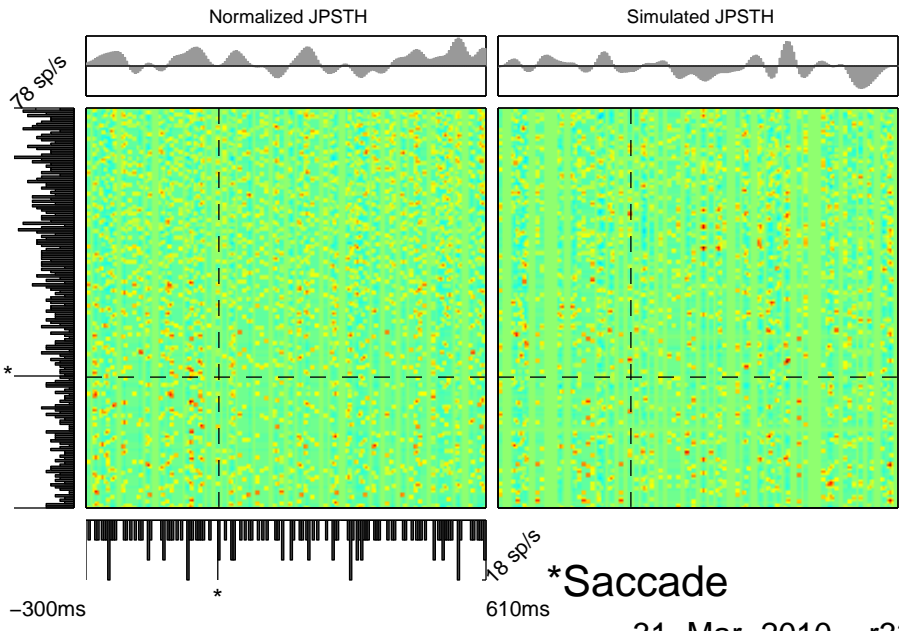 Normalized JPSTH
Simulated JPSTH
78 sp/s
*
*
18 sp/s
*Saccade
−300ms
610ms